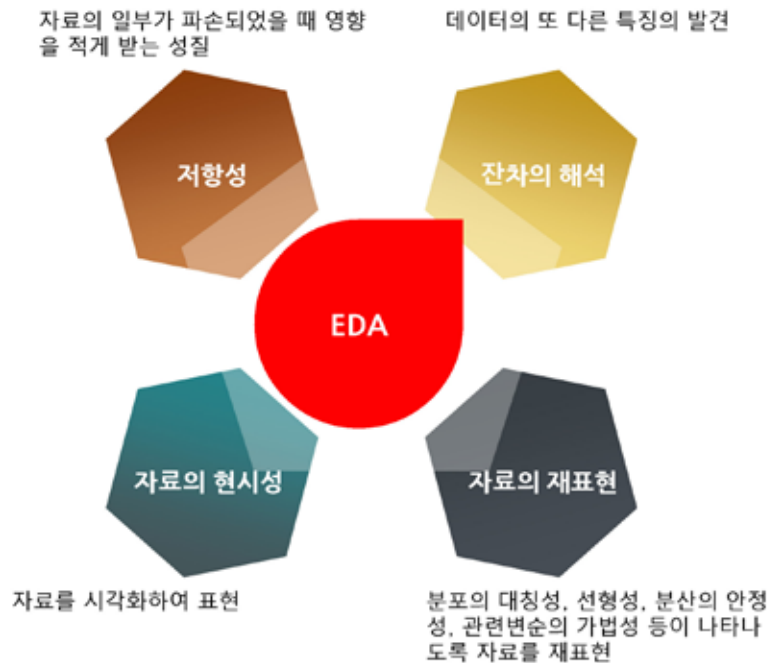 자료의 일부가 파손되었을 때 영향
을 적게 받는 성질
데이터의 또 다른 특징의 발견
저항성
잔차의 해석
EDA
자료의 현시성
자료의 재표현
자료를 시각화하여 표현
분포의 대칭성, 선형성, 분산의 안정
성, 관련변순의 가법성 등이 나타나
도록 자료를 재표현